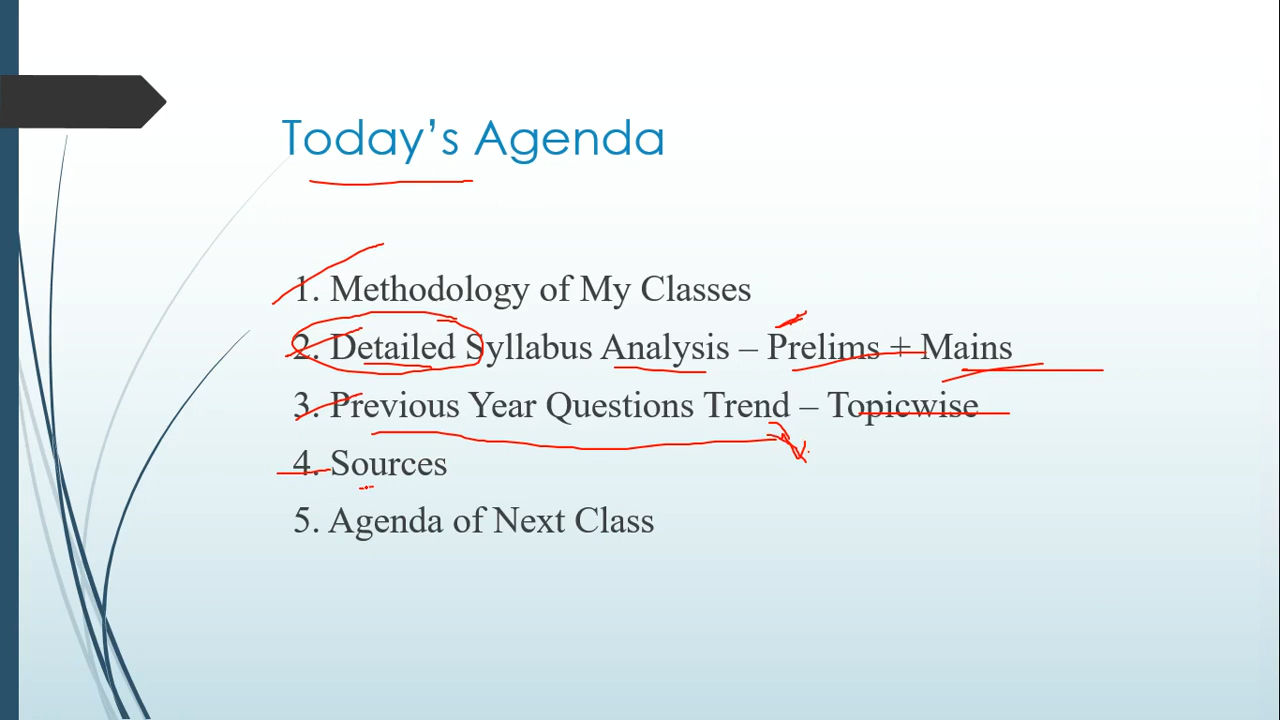 Today's Agenda
1. Methodology of My Classes
2. Detailed Syllabus Analysis – Prelims + Mains
3. Previous Year Questions Trend – Topicwise
4. Sources
5. Agenda of Next Class